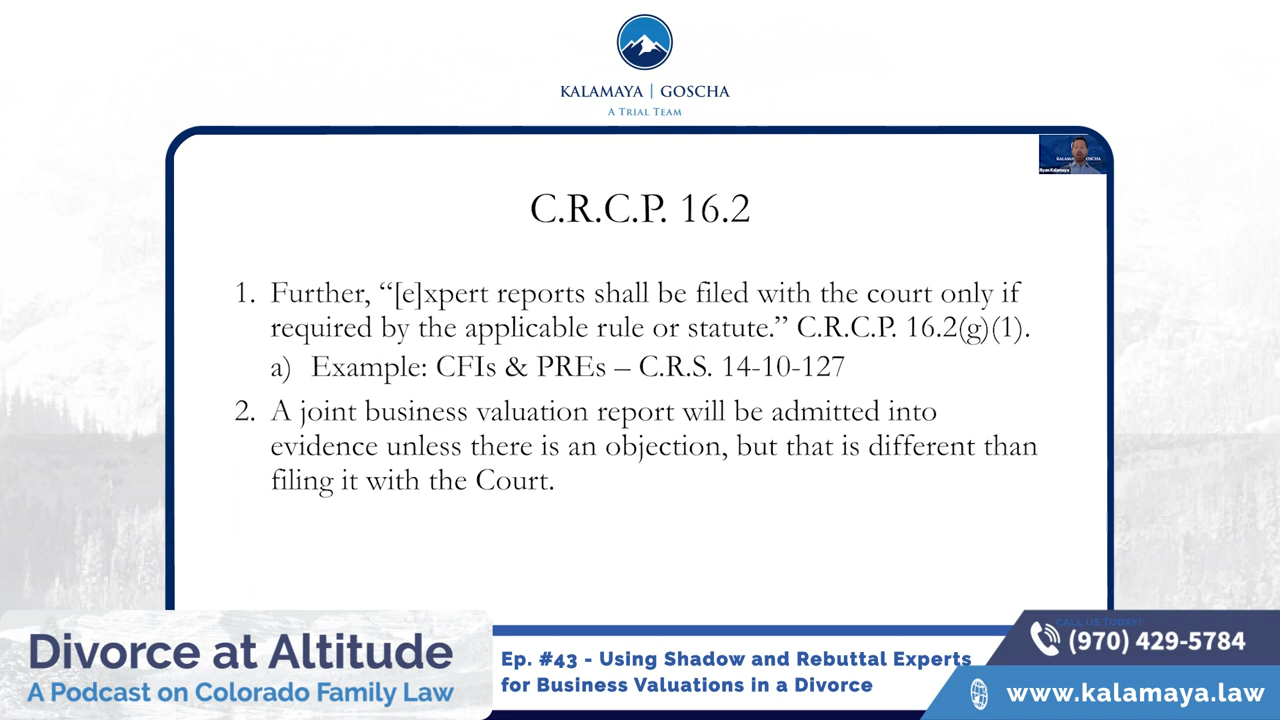 KALAMAYA | GOSCHA
A TRIAL TEAM
KALAMAYA GOSCHA
Ryan Kalamaya
C.R.C.P. 16.2
1. Further, “[e]xpert reports shall be filed with the court only if
required by the applicable rule or statute.” C.R.C.P. 16.2(g)(1).
a) Example: CFIs & PREs – C.R.S. 14-10-127
2. A joint business valuation report will be admitted into
evidence unless there is an objection, but that is different than
filing it with the Court.
Divorce at Altitude
A Podcast on Colorado Family Law
Ep. #43 - Using Shadow and Rebuttal Experts
for Business Valuations in a Divorce
CALL US TODAY!
(970) 429-5784
www.kalamaya.law